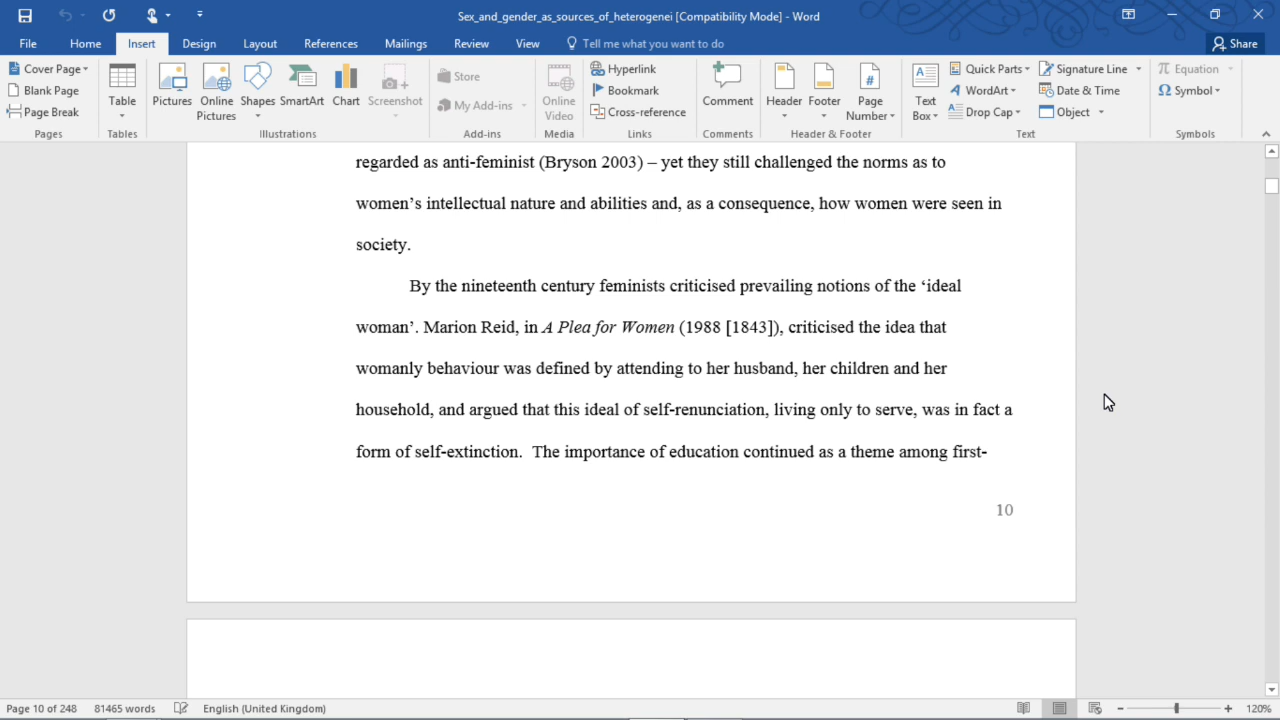 Sex_and_gender_as_sources_of_heterogenei [Compatibility Mode] - Word
File Home Insert Design Layout References Mailings Review View Tell me what you want to do Share
Cover Page
Blank Page
Page Break
Pages
Table
Tables
Pictures
Online Pictures
Shapes
SmartArt
Chart
Screenshot
Illustrations
Store
My Add-ins
Add-ins
Online Video
Media
Hyperlink
Bookmark
Cross-reference
Links
Comment
Comments
Header
Footer
Page Number
Header & Footer
Text Box
Quick Parts
WordArt
Drop Cap
Signature Line
Date & Time
Object
Text
Equation
Symbol
Symbols
regarded as anti-feminist (Bryson 2003) – yet they still challenged the norms as to
women’s intellectual nature and abilities and, as a consequence, how women were seen in
society.
By the nineteenth century feminists criticised prevailing notions of the ‘ideal
woman’. Marion Reid, in A Plea for Women (1988 [1843]), criticised the idea that
womanly behaviour was defined by attending to her husband, her children and her
household, and argued that this ideal of self-renunciation, living only to serve, was in fact a
form of self-extinction.  The importance of education continued as a theme among first-
10
Page 10 of 248 81465 words English (United Kingdom) 120%